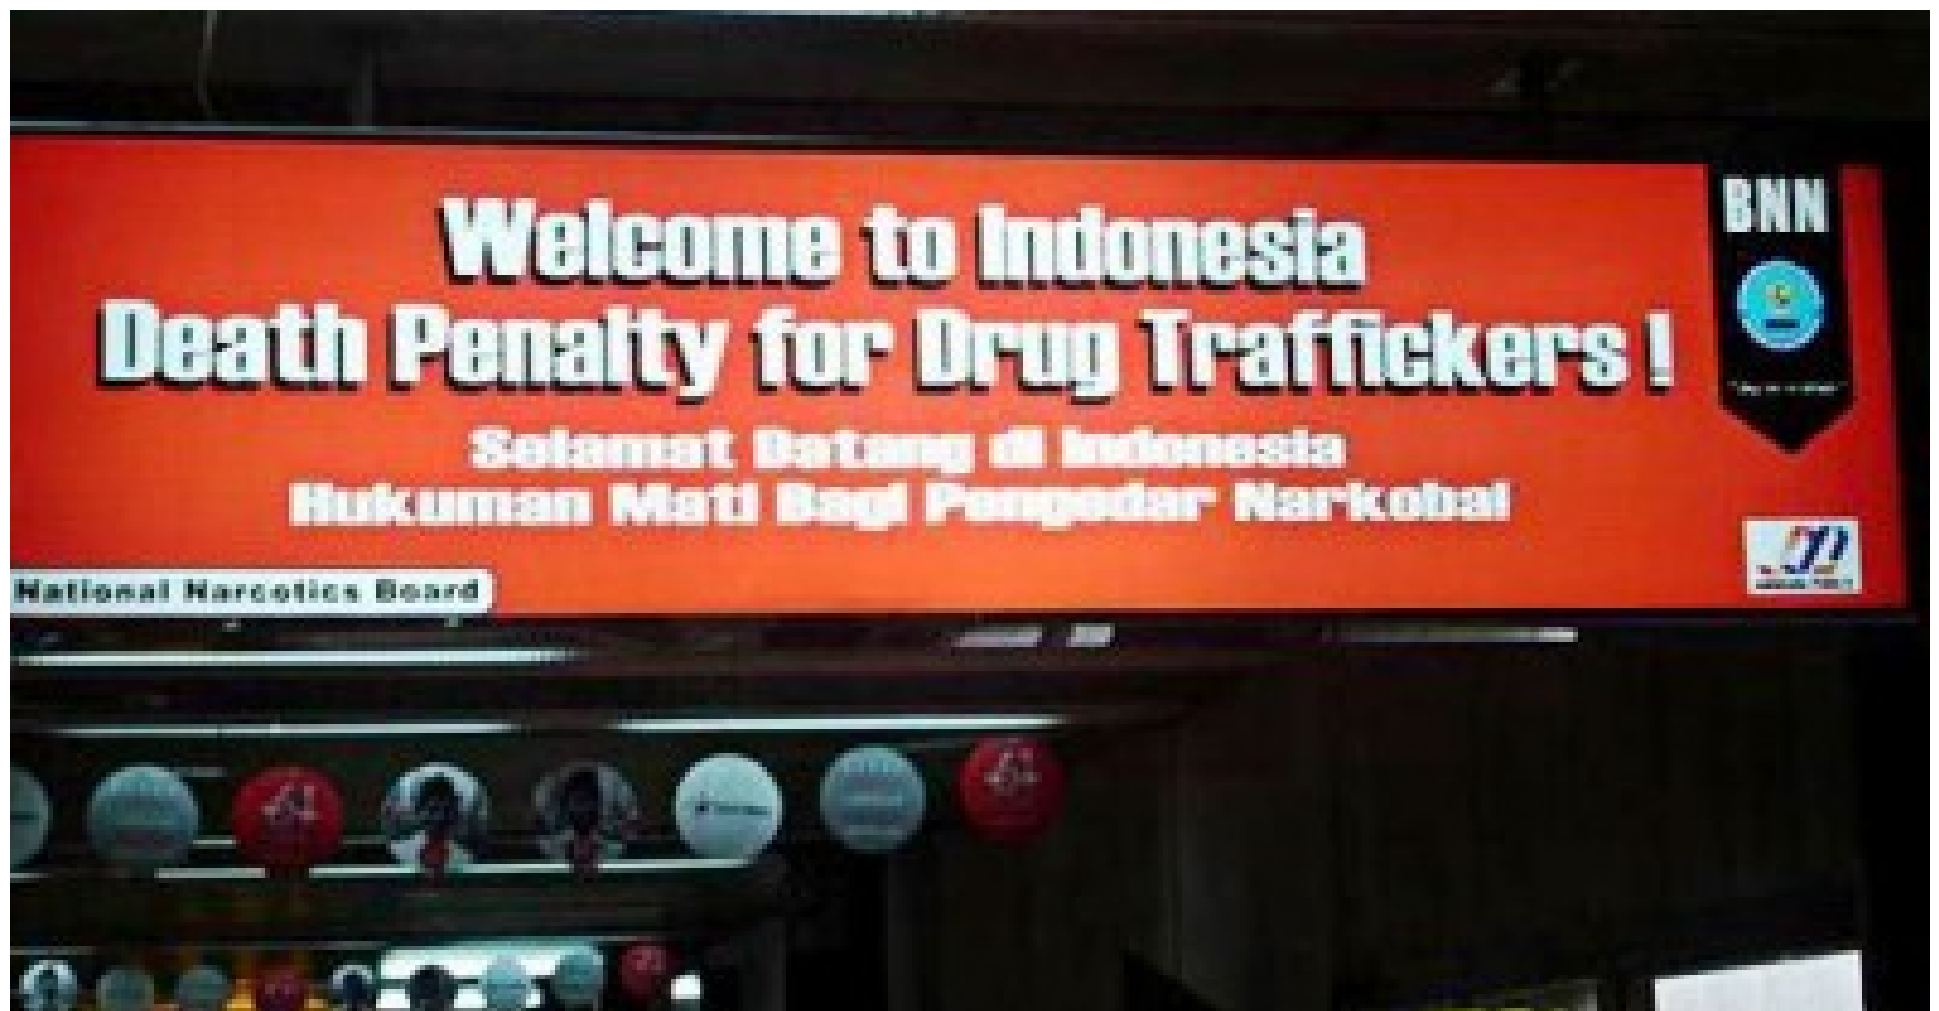 Welcome to Indonesia
Death Penalty for Drug Traffickers !
Selamat Datang di Indonesia
Hukuman Mati Bagi Pengedar Narkoba!
National Narcotics Board
BNN